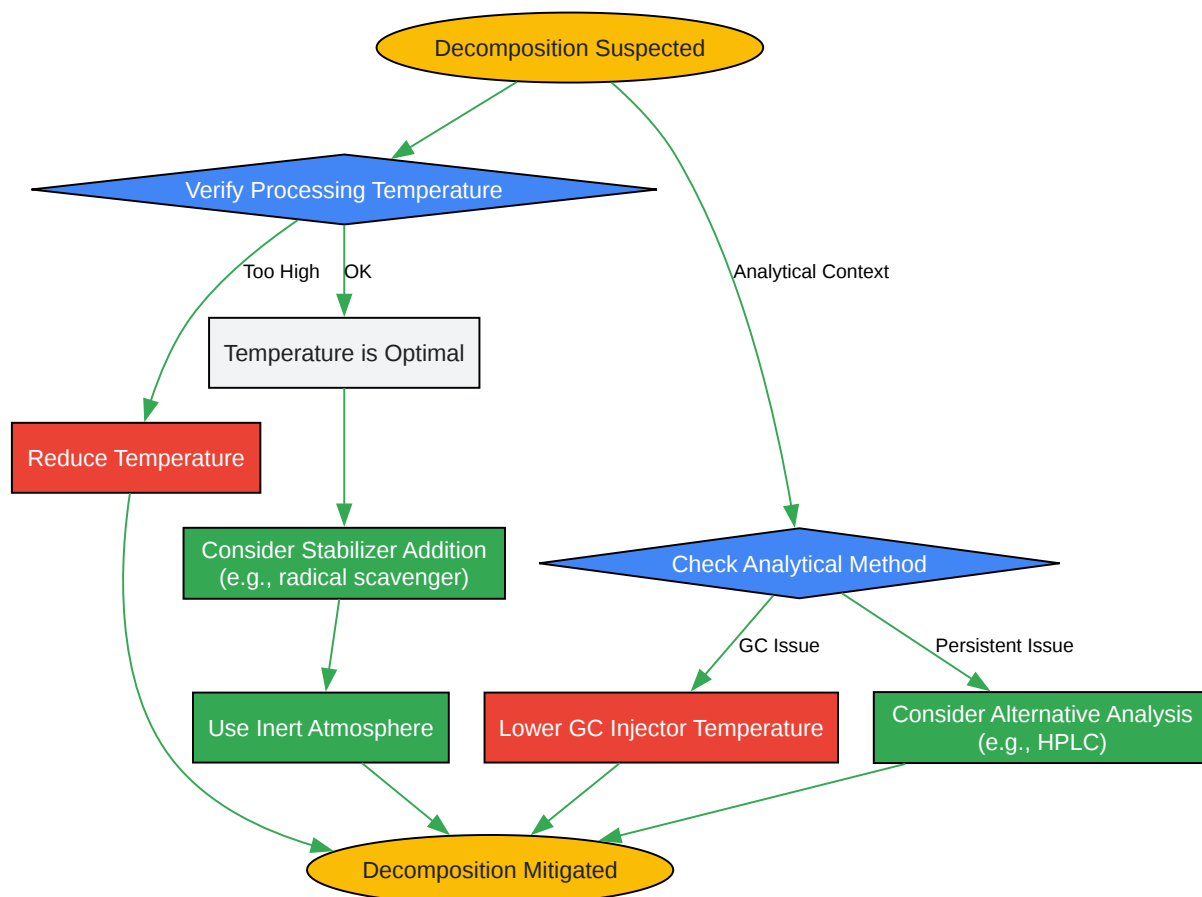 Decomposition Suspected
Verify Processing Temperature
Too High
OK
Analytical Context
Temperature is Optimal
Reduce Temperature
Consider Stabilizer Addition
(e.g., radical scavenger)
Check Analytical Method
GC Issue
Persistent Issue
Use Inert Atmosphere
Lower GC Injector Temperature
Consider Alternative Analysis
(e.g., HPLC)
Decomposition Mitigated